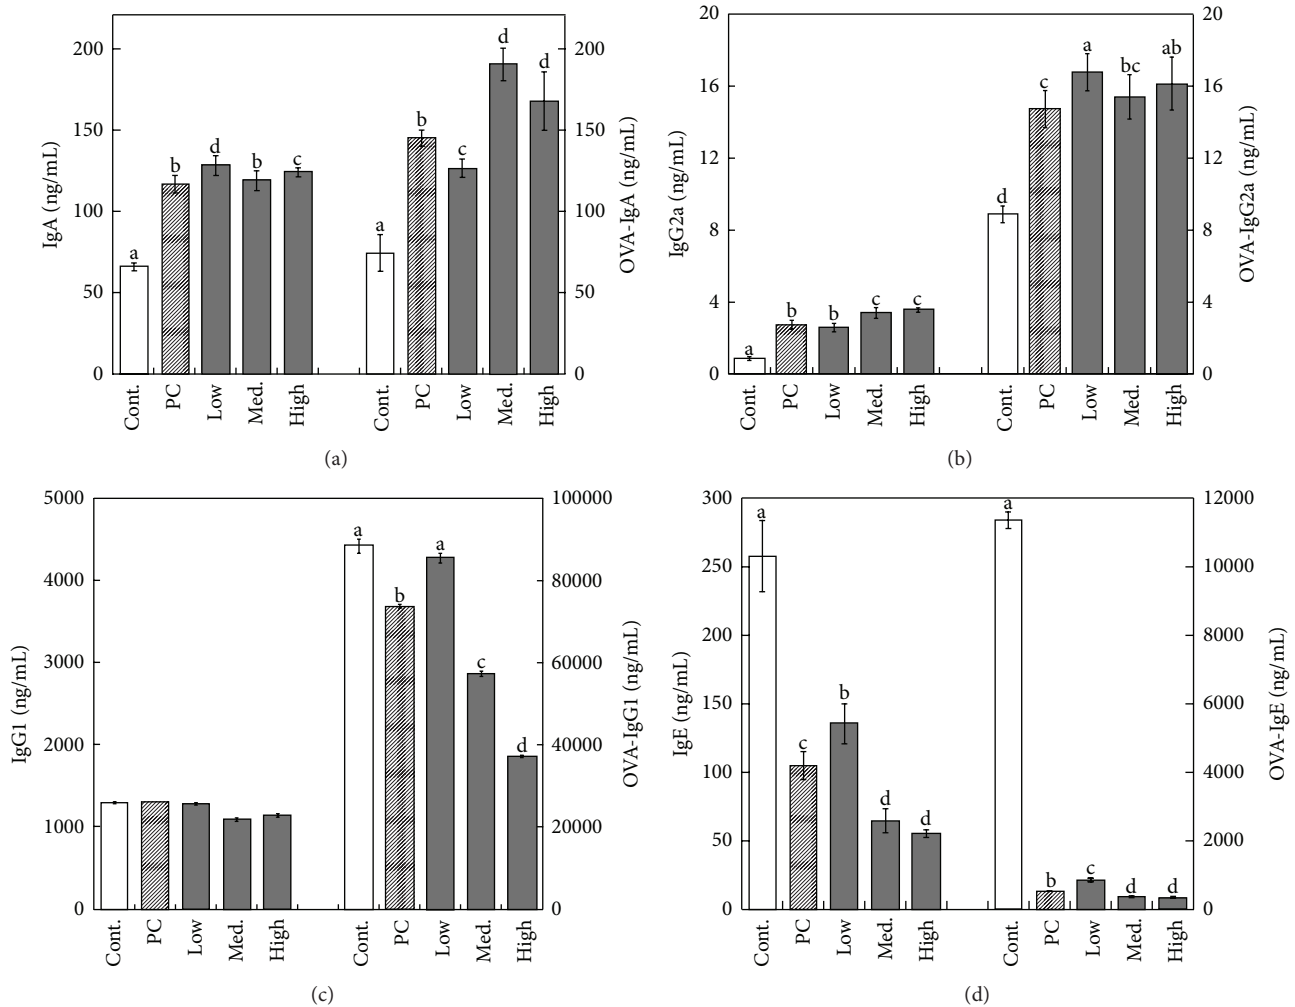 200
150
100
50
0
IgA (ng/mL)
a
b
d
b
c
a
b
c
d
d
200
150
100
50
0
OVA-IgA (ng/mL)
Cont.
PC
Low
Med.
High
Cont.
PC
Low
Med.
High
(a)
20
16
12
8
4
0
IgG2a (ng/mL)
a
b
b
c
c
d
c
a
bc
ab
20
16
12
8
4
0
OVA-IgG2a (ng/mL)
Cont.
PC
Low
Med.
High
Cont.
PC
Low
Med.
High
(b)
5000
4000
3000
2000
1000
0
IgG1 (ng/mL)
a
b
a
c
d
100000
80000
60000
40000
20000
0
OVA-IgG1 (ng/mL)
Cont.
PC
Low
Med.
High
Cont.
PC
Low
Med.
High
(c)
300
250
200
150
100
50
0
IgE (ng/mL)
a
c
b
d
d
a
b
c
d
d
12000
10000
8000
6000
4000
2000
0
OVA-IgE (ng/mL)
Cont.
PC
Low
Med.
High
Cont.
PC
Low
Med.
High
(d)